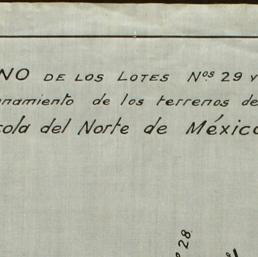 NO DE LOS LOTES Nos 29 Y
namiento de los terrenos de
cola del Norte de México
º 28.